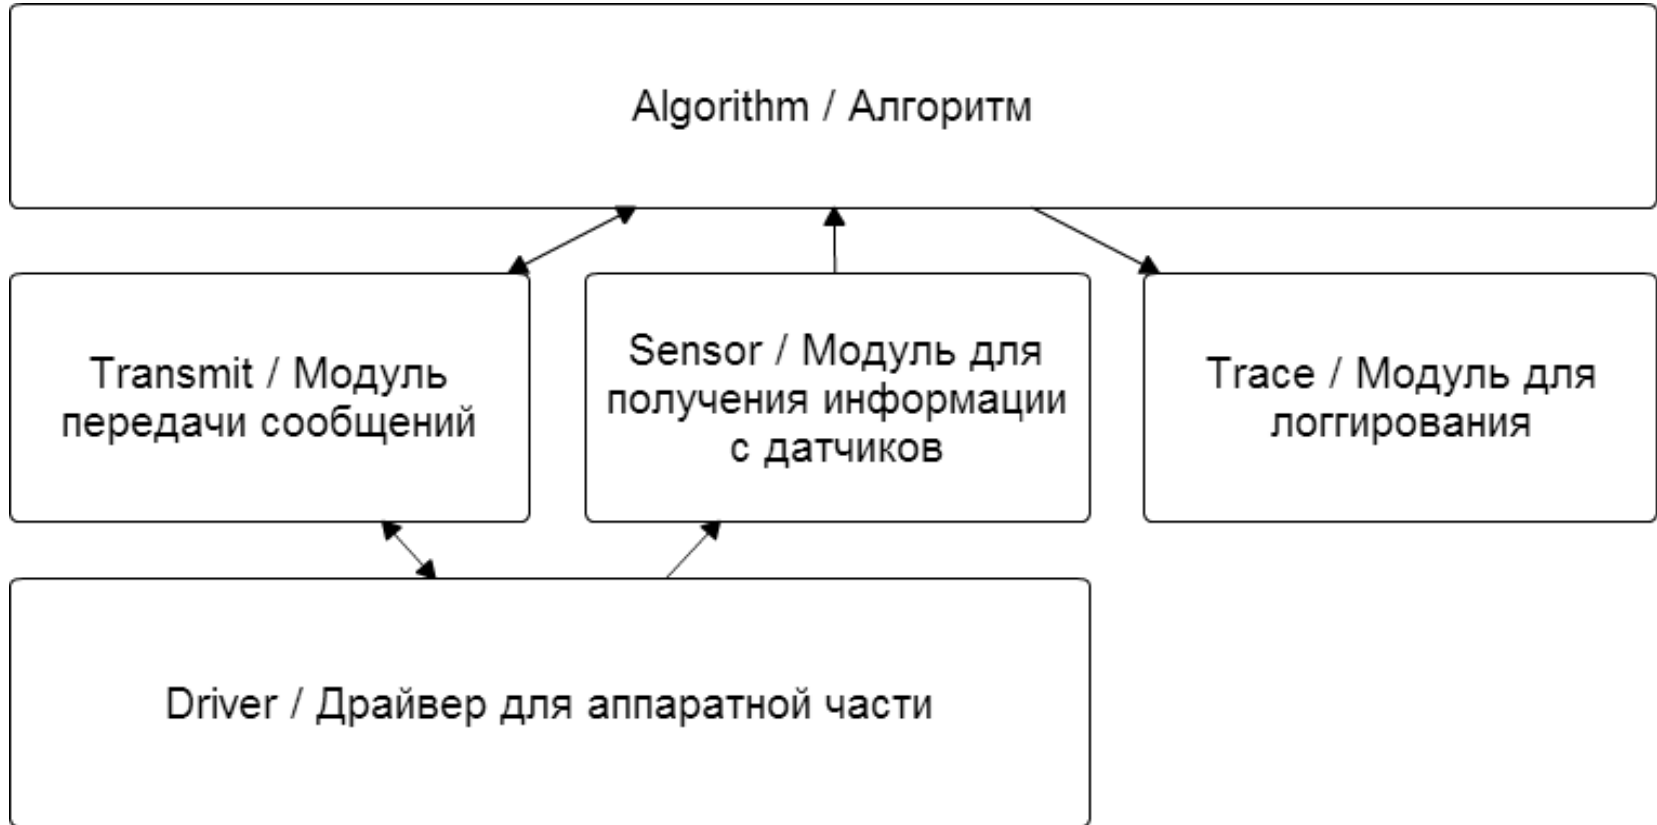 Algorithm / Алгоритм
Transmit / Модуль
передачи сообщений
Sensor / Модуль для
получения информации
с датчиков
Trace / Модуль для
логгирования
Driver / Драйвер для аппаратной части